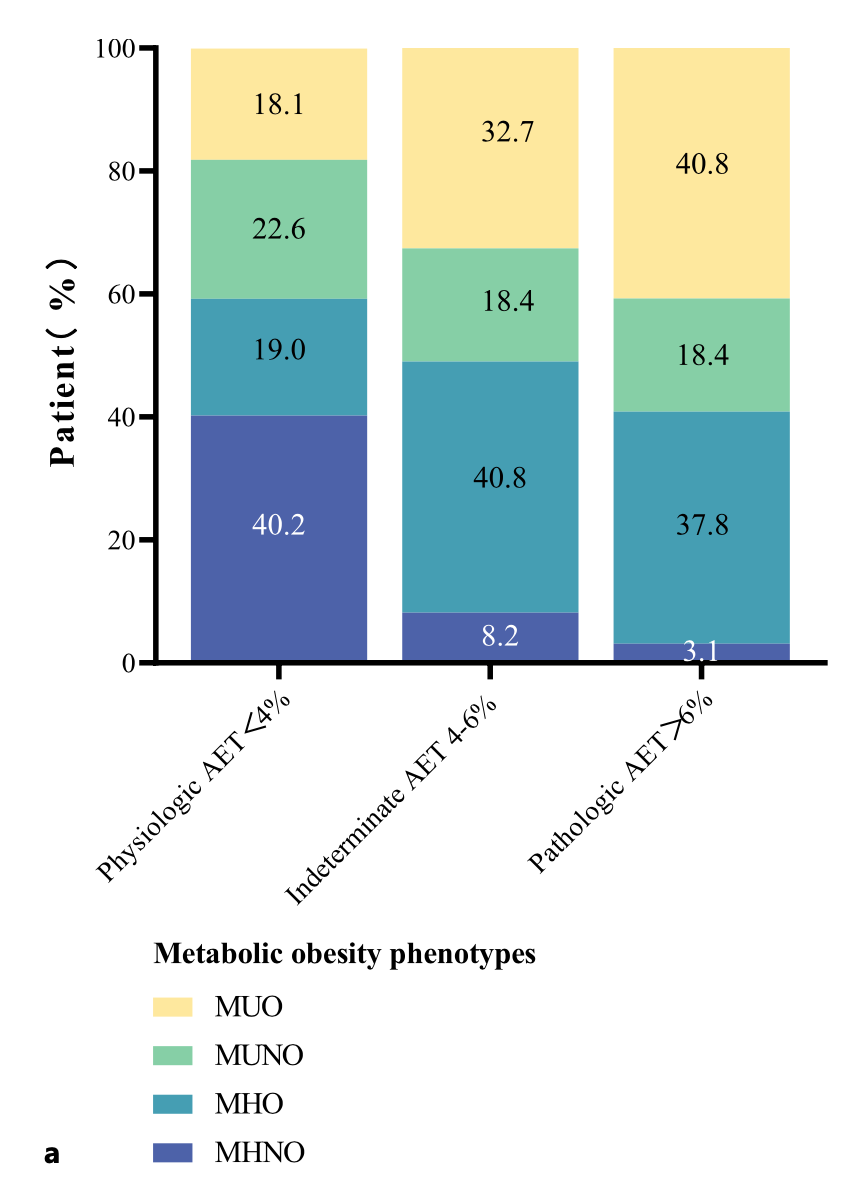 Patient( %)
100
80
60
40
20
0
18.1
22.6
19.0
40.2
32.7
18.4
40.8
8.2
40.8
18.4
37.8
3.1
Physiologic AET<4%
Indeterminate AET 4-6%
Pathologic AET>6%
Metabolic obesity phenotypes
MUO
MUNO
MHO
MHNO
a